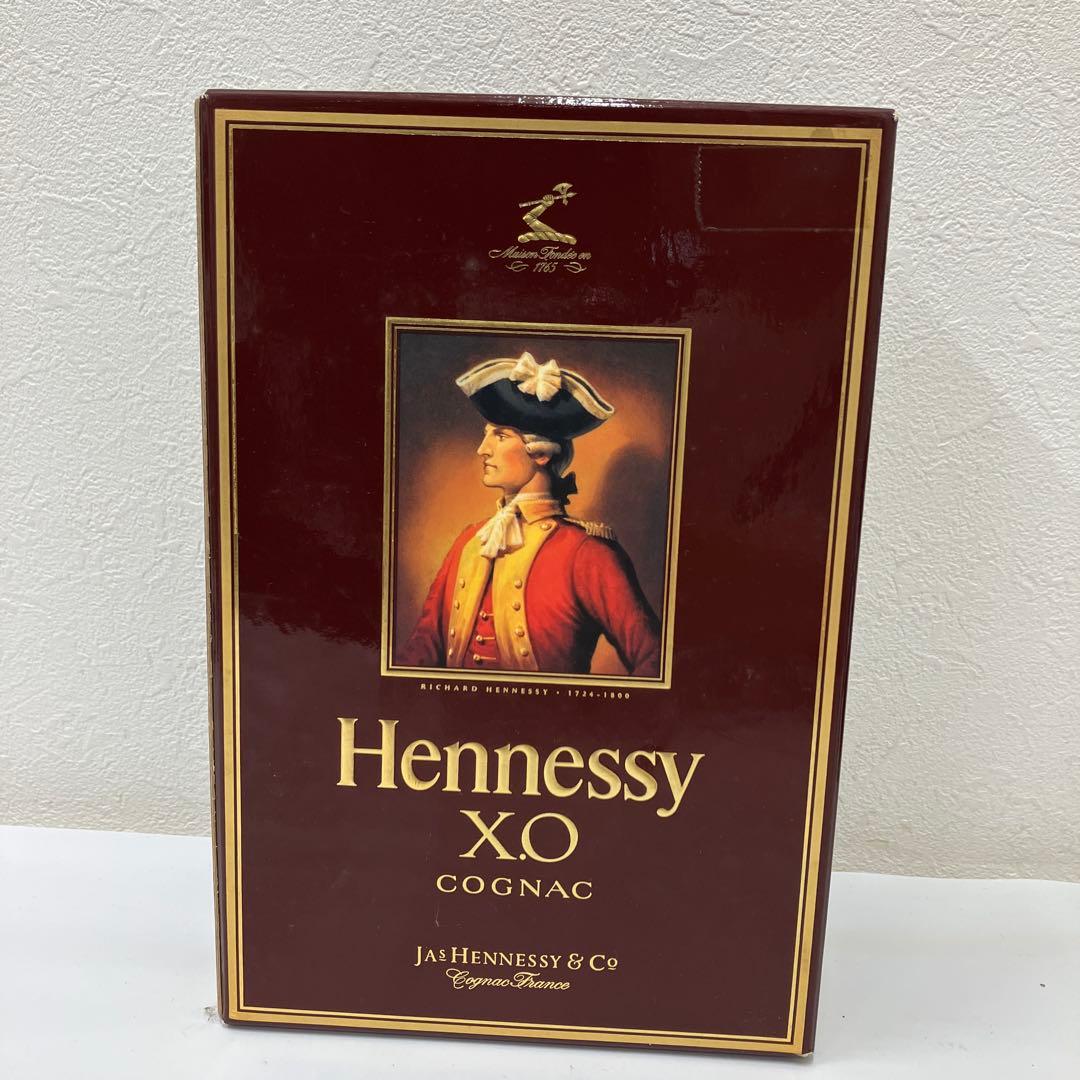 Maison Fondée en
1765
RICHARD HENNESSY • 1724-1800
Hennessy
X.O
COGNAC
JAS HENNESSY & CO
Cognac France